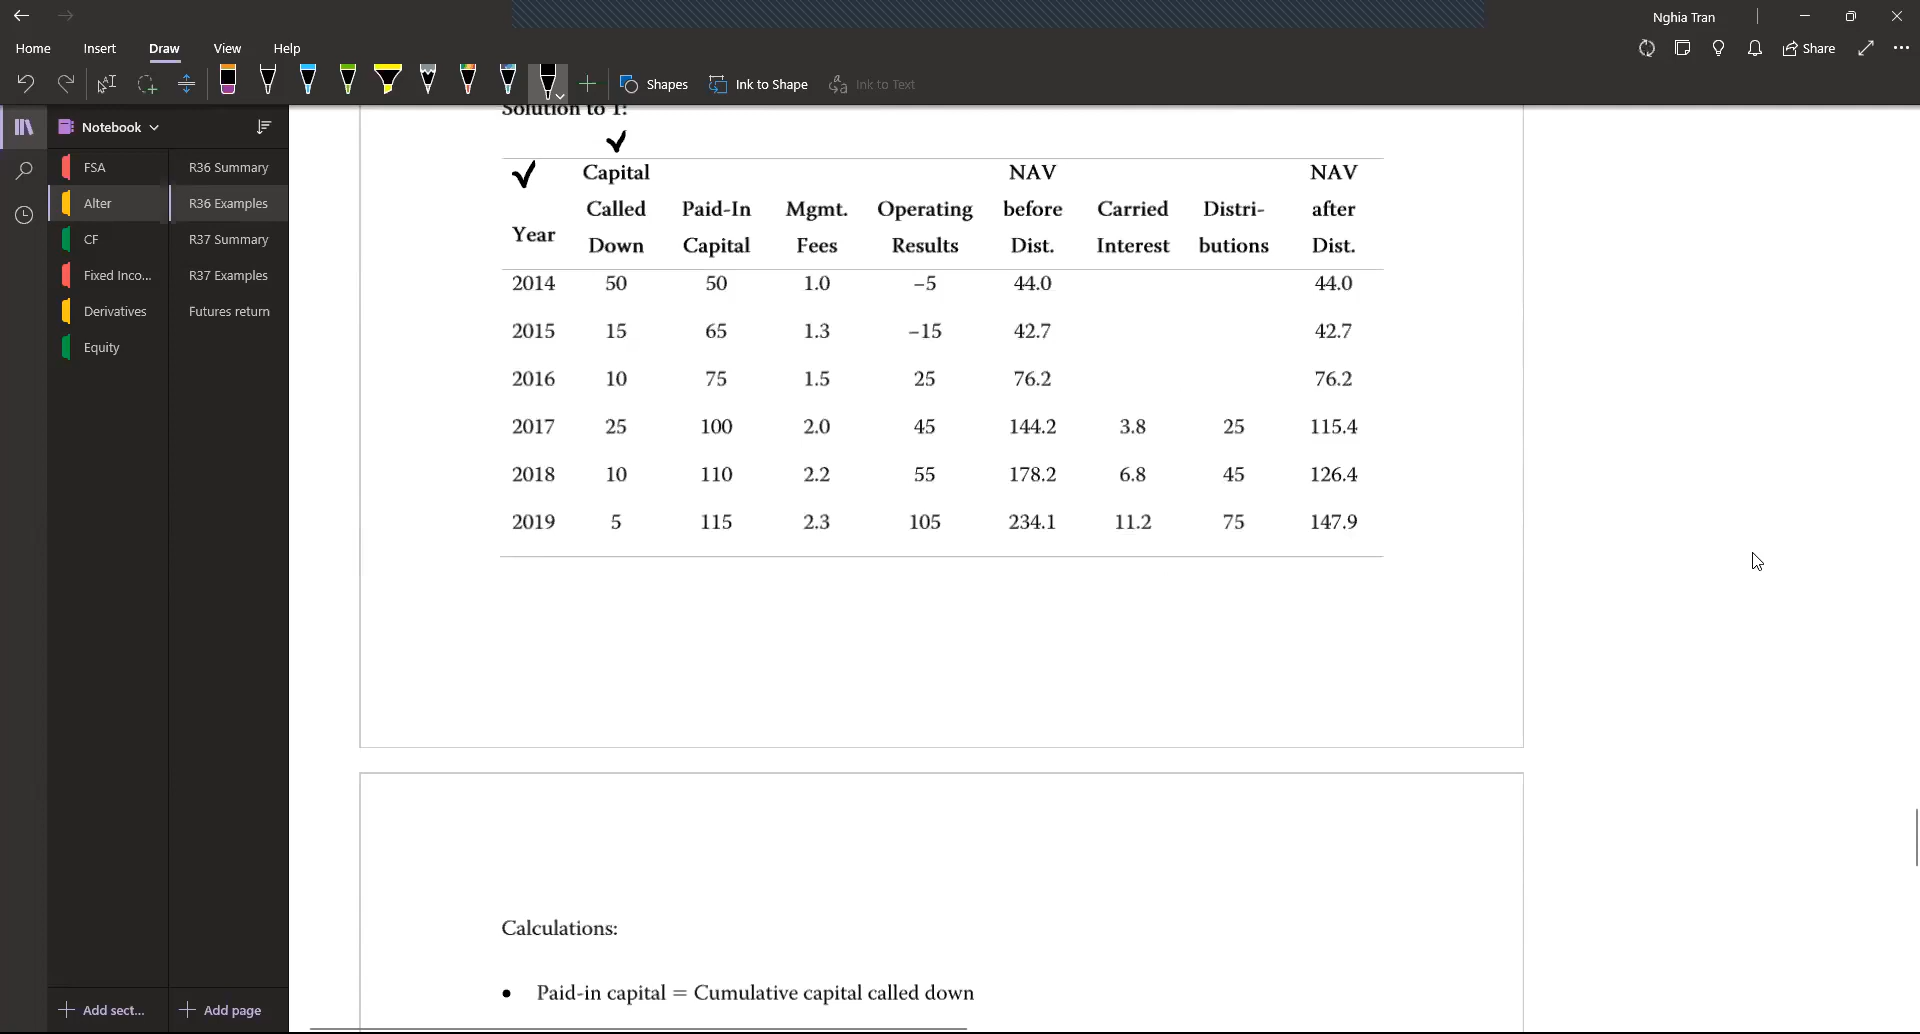 Nghia Tran
Home Insert Draw View Help
Share
Shapes Ink to Shape Ink to Text
Notebook
FSA
Alter
CF
Fixed Inco...
Derivatives
Equity
R36 Summary
R36 Examples
R37 Summary
R37 Examples
Futures return
Add sect...
Add page
Solution to 1:
Capital NAV NAV
Called Paid-In Mgmt. Operating before Carried Distri- after
Year Down Capital Fees Results Dist. Interest butions Dist.
2014 50 50 1.0 −5 44.0 44.0
2015 15 65 1.3 −15 42.7 42.7
2016 10 75 1.5 25 76.2 76.2
2017 25 100 2.0 45 144.2 3.8 25 115.4
2018 10 110 2.2 55 178.2 6.8 45 126.4
2019 5 115 2.3 105 234.1 11.2 75 147.9
Calculations:
• Paid-in capital = Cumulative capital called down